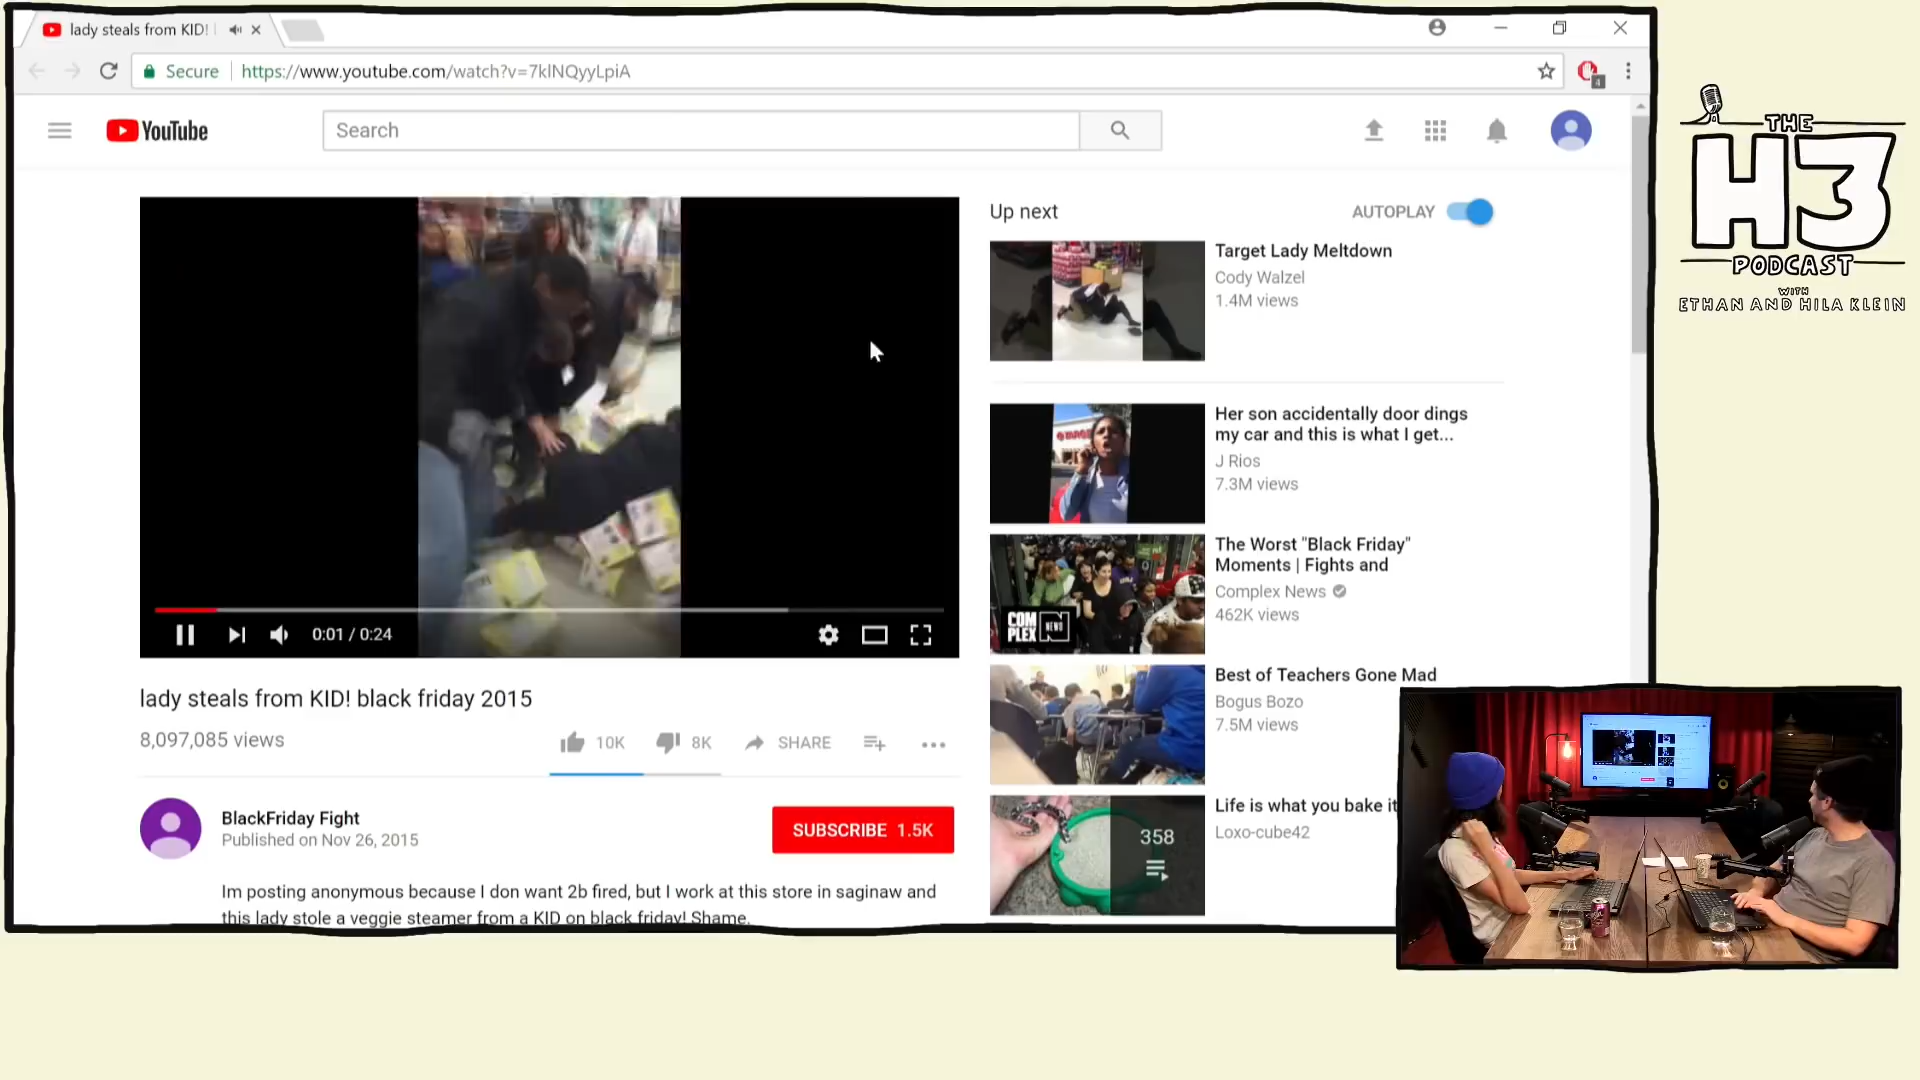 lady steals from KID!
Secure
https://www.youtube.com/watch?v=7klNQyyLpiA
4
YouTube
Search
THE
H3
PODCAST
WITH
ETHAN AND HILA KLEIN
Up next
AUTOPLAY
Target Lady Meltdown
Cody Walzel
1.4M views
Her son accidentally door dings
my car and this is what I get...
J Rios
7.3M views
The Worst "Black Friday"
Moments | Fights and
Complex News
462K views
COM
PLEX
NEWS
0:01 / 0:24
lady steals from KID! black friday 2015
8,097,085 views
10K
8K
SHARE
Best of Teachers Gone Mad
Bogus Bozo
7.5M views
BlackFriday Fight
Published on Nov 26, 2015
SUBSCRIBE 1.5K
Life is what you bake it
Loxo-cube42
358
Im posting anonymous because I don want 2b fired, but I work at this store in saginaw and
this lady stole a veggie steamer from a KID on black friday! Shame.